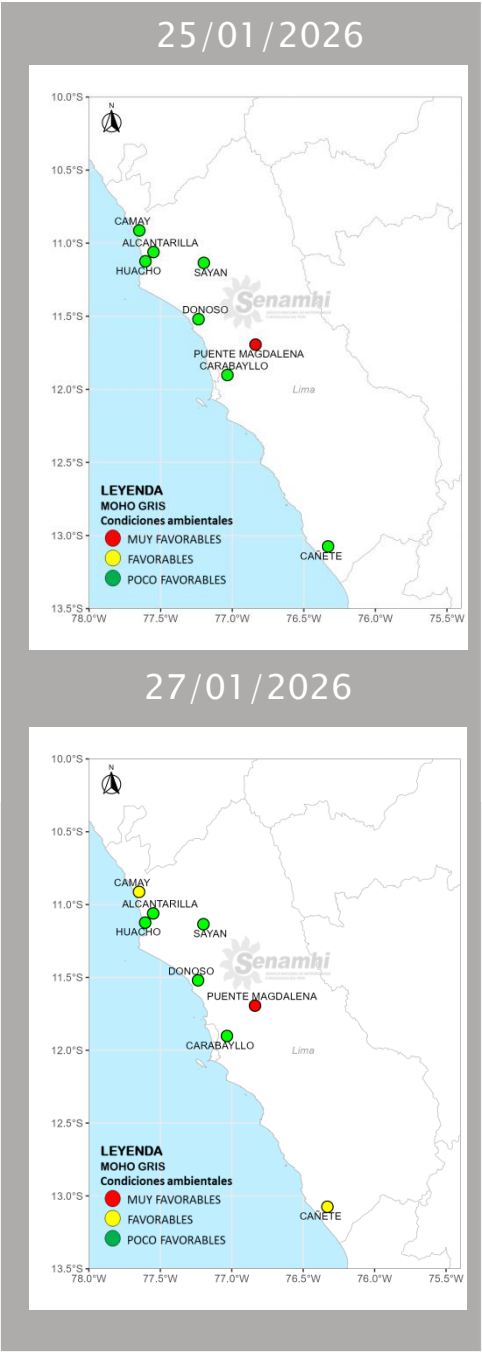 25/01/2026
10.0°S
N
10.5°S
CAMAY
11.0°S
ALCANTARILLA
HUACHO
SAYAN
Senamhi
11.5°S
DONOSO
PUENTE MAGDALENA
CARABAYLLO
12.0°S
Lima
12.5°S
LEYENDA
MOHO GRIS
Condiciones ambientales
13.0°S
MUY FAVORABLES
CAÑETE
FAVORABLES
POCO FAVORABLES
13.5°S
78.0°W 77.5°W 77.0°W 76.5°W 76.0°W 75.5°W
27/01/2026
10.0°S
N
10.5°S
CAMAY
11.0°S
ALCANTARILLA
HUACHO
SAYAN
Senamhi
11.5°S
DONOSO
PUENTE MAGDALENA
12.0°S
CARABAYLLO
Lima
12.5°S
LEYENDA
MOHO GRIS
Condiciones ambientales
13.0°S
MUY FAVORABLES
CAÑETE
FAVORABLES
POCO FAVORABLES
13.5°S
78.0°W 77.5°W 77.0°W 76.5°W 76.0°W 75.5°W